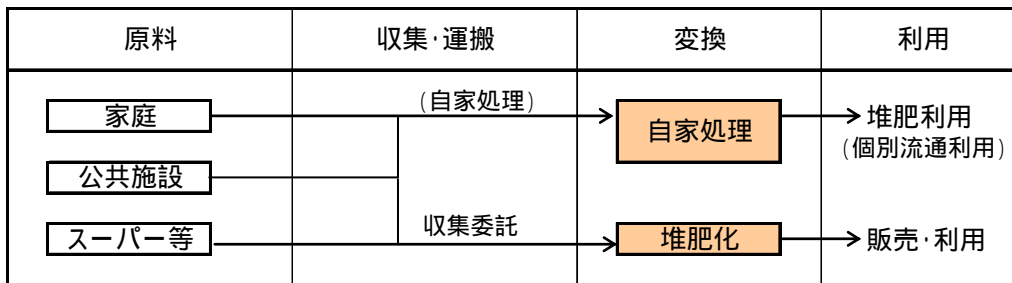 原料 収集・運搬 変換 利用
家庭 (自家処理) 自家処理 堆肥利用
(個別流通利用)
公共施設
スーパー等 収集委託 堆肥化 販売・利用